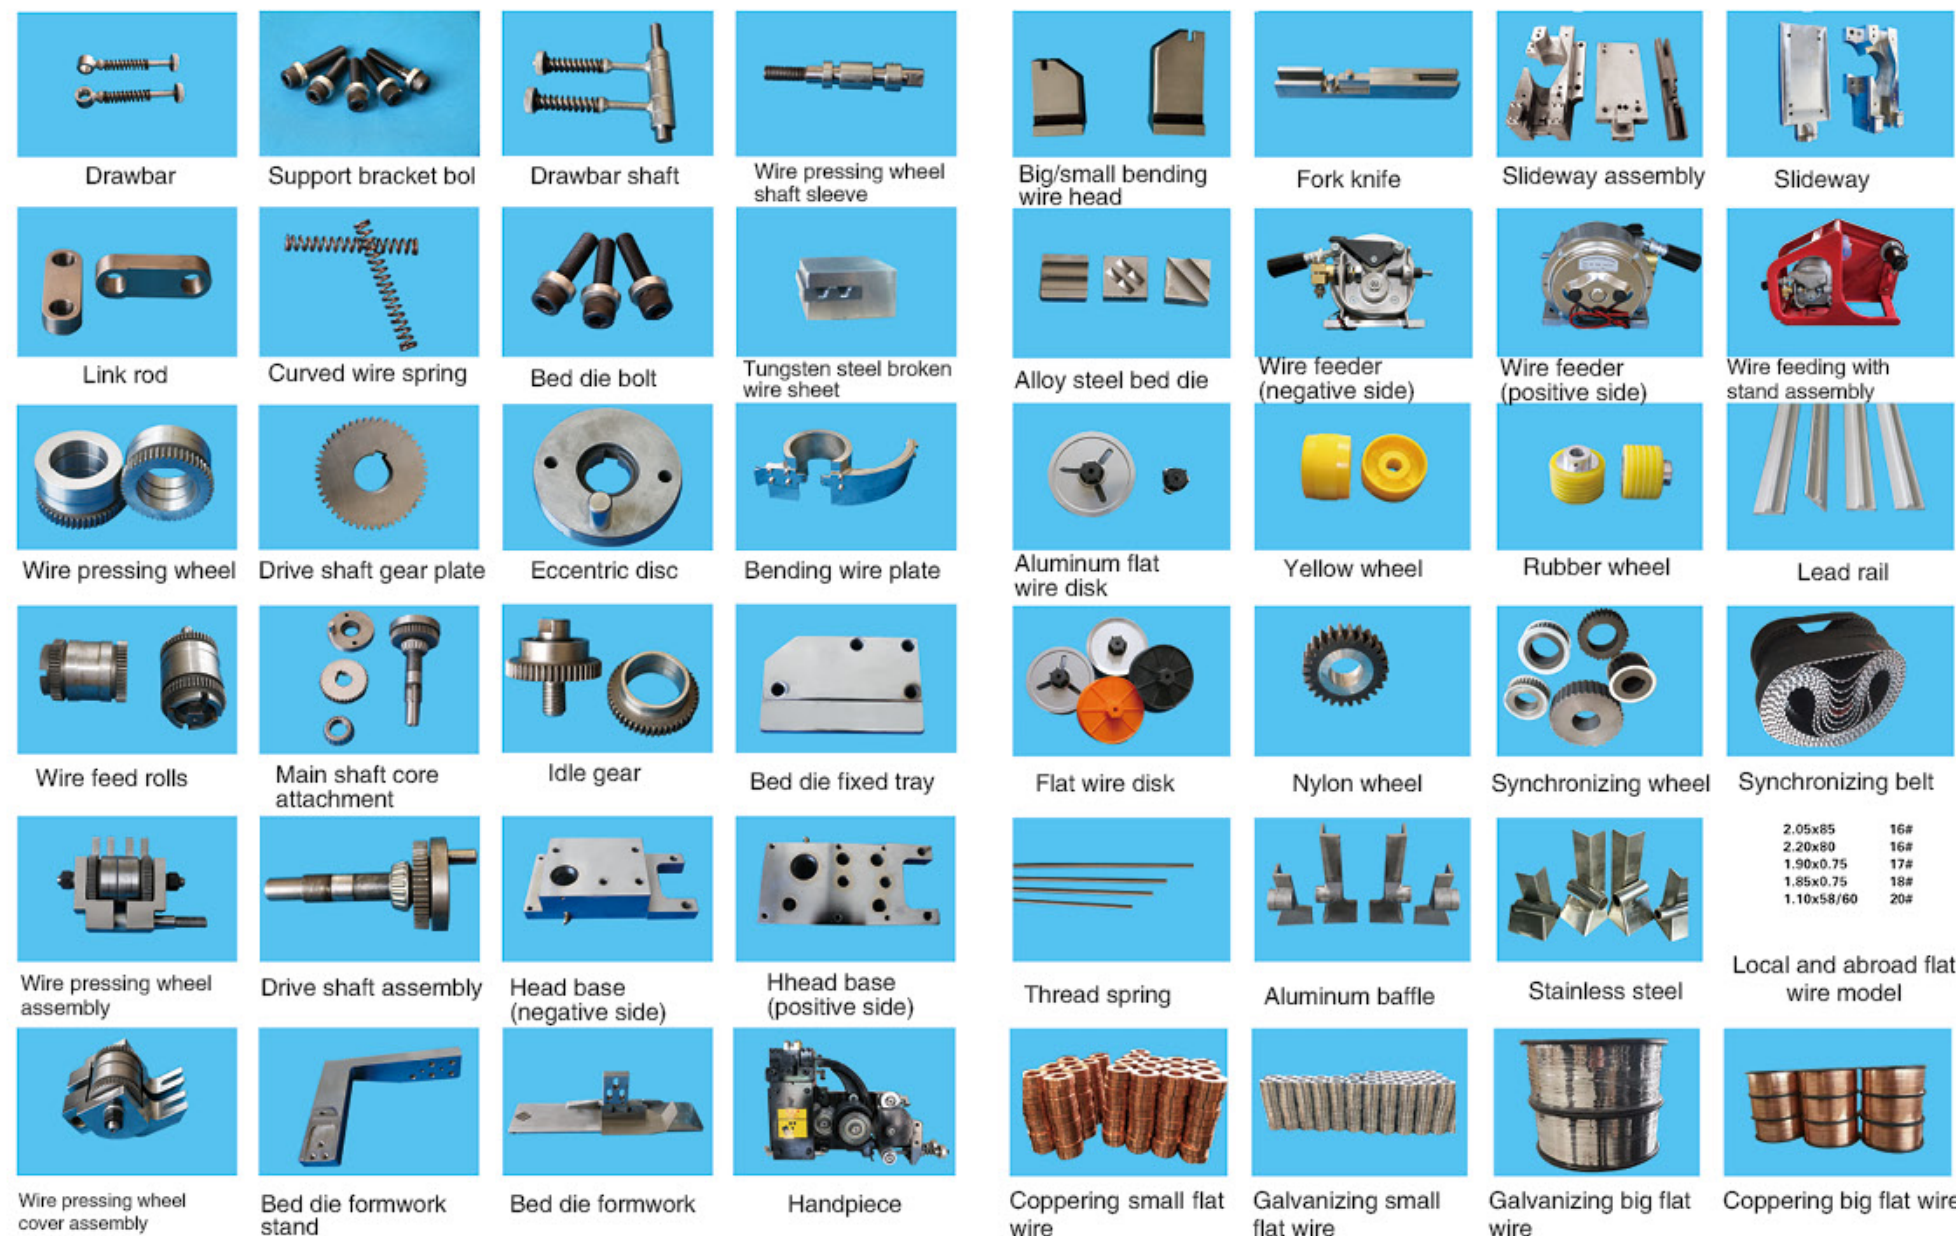 Drawbar
Support bracket bol
Drawbar shaft
Wire pressing wheel
shaft sleeve
Big/small bending
wire head
Fork knife
Slideway assembly
Slideway
Link rod
Curved wire spring
Bed die bolt
Tungsten steel broken
wire sheet
Alloy steel bed die
Wire feeder
(negative side)
Wire feeder
(positive side)
Wire feeding with
stand assembly
Wire pressing wheel
Drive shaft gear plate
Eccentric disc
Bending wire plate
Aluminum flat
wire disk
Yellow wheel
Rubber wheel
Lead rail
Wire feed rolls
Main shaft core
attachment
Idle gear
Bed die fixed tray
Flat wire disk
Nylon wheel
Synchronizing wheel
Synchronizing belt
2.05x85 16#
2.20x80 16#
1.90x0.75 17#
1.85x0.75 18#
1.10x58/60 20#
Wire pressing wheel
assembly
Drive shaft assembly
Head base
(negative side)
Hhead base
(positive side)
Thread spring
Aluminum baffle
Stainless steel
Local and abroad flat
wire model
Wire pressing wheel
cover assembly
Bed die formwork
stand
Bed die formwork
Handpiece
Coppering small flat
wire
Galvanizing small
flat wire
Galvanizing big flat
wire
Coppering big flat wire